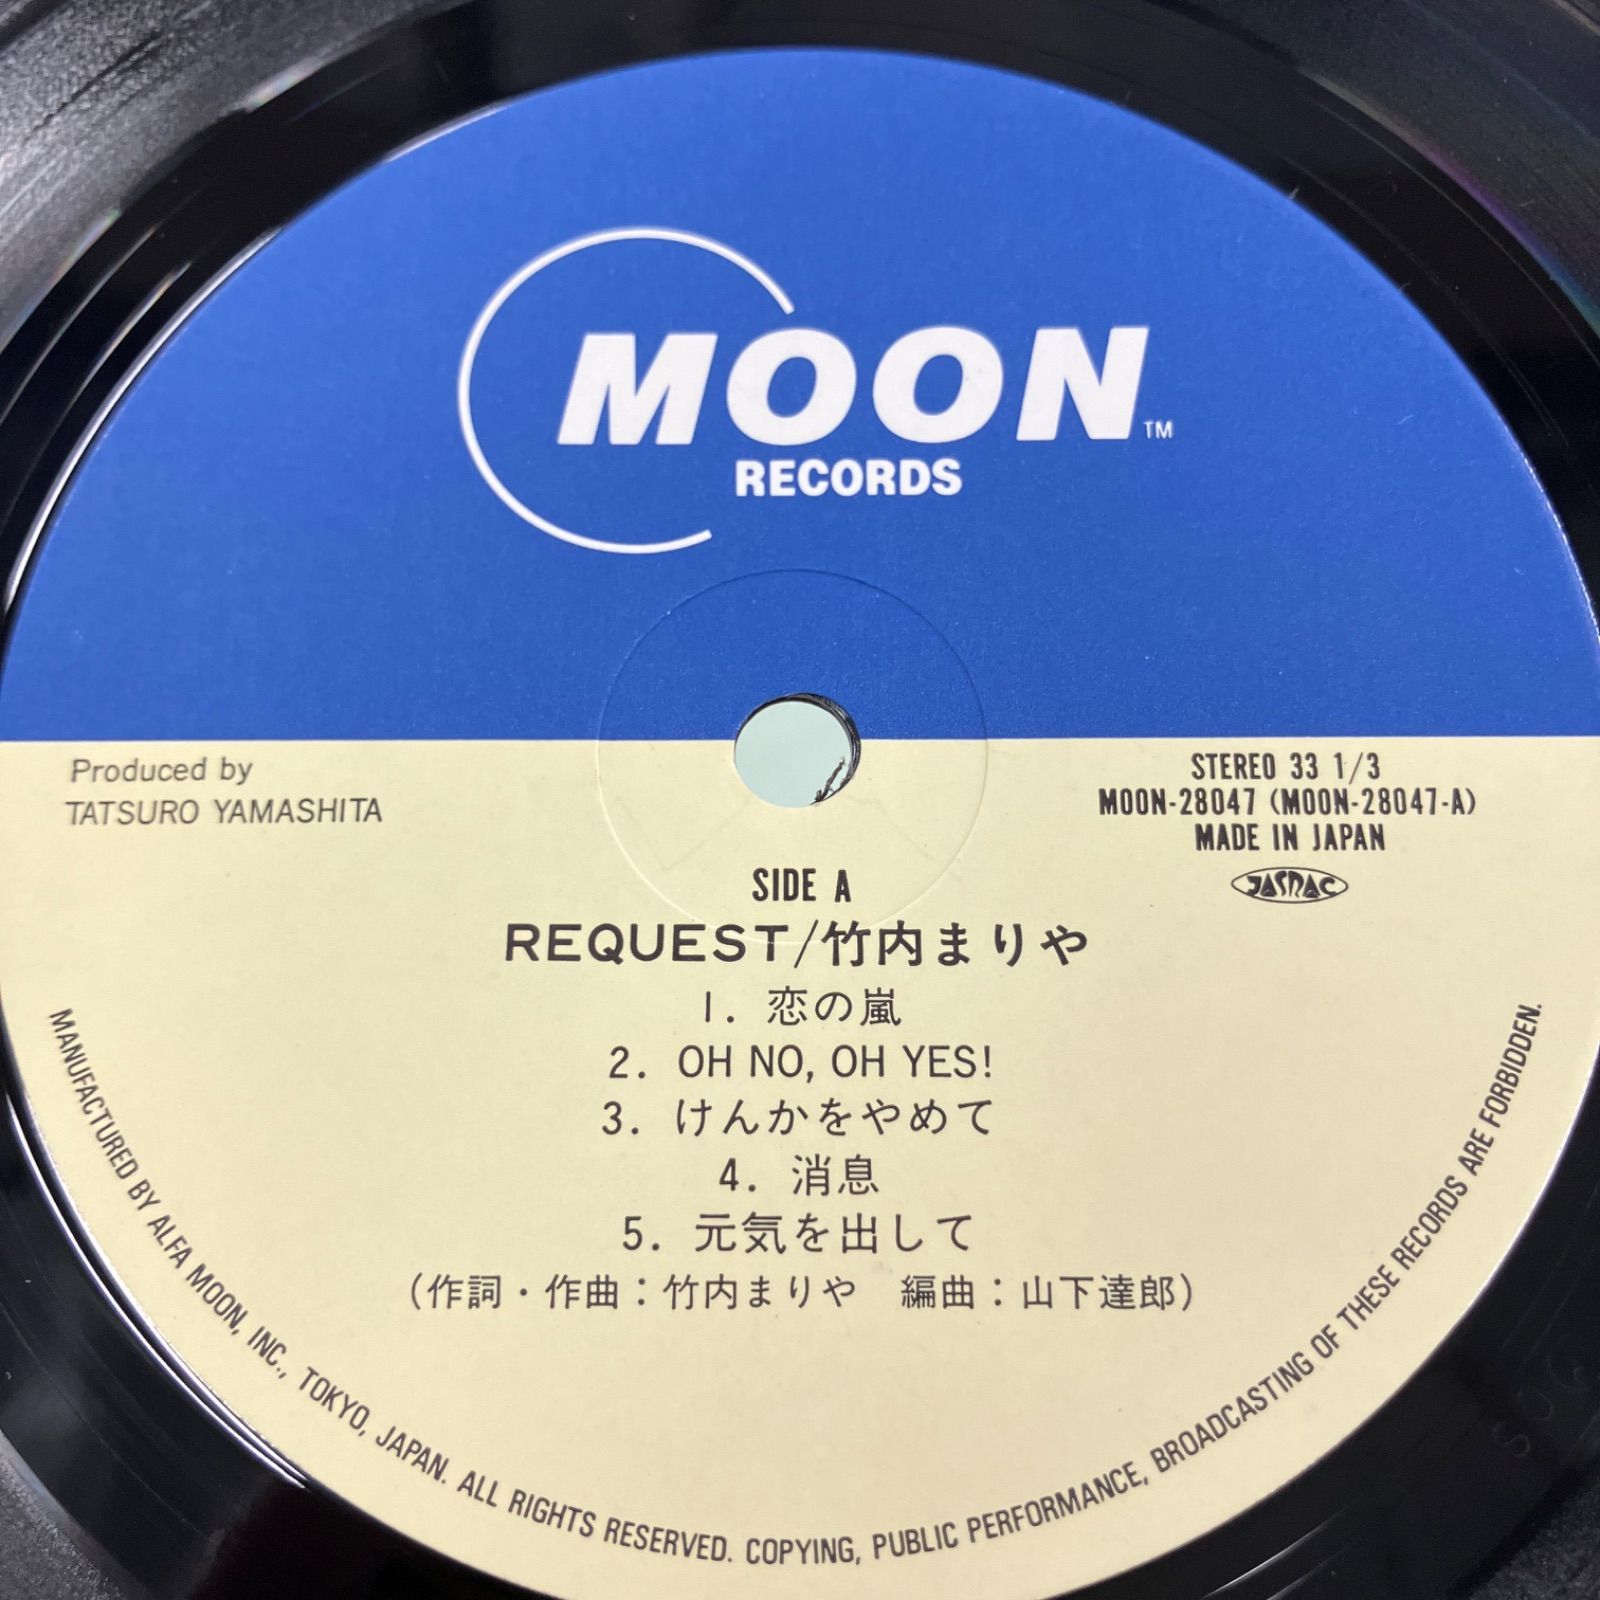 MOON TM
RECORDS
Produced by
TATSURO YAMASHITA
STEREO 33 1/3
MOON-28047 (MOON-28047-A)
MADE IN JAPAN
JASRAC
SIDE A
REQUEST/竹内まりや
1. 恋の嵐
2. OH NO, OH YES!
3. けんかをやめて
4. 消息
5. 元気を出して
(作詞・作曲：竹内まりや　編曲：山下達郎)
MANUFACTURED BY ALFA MOON, INC., TOKYO, JAPAN. ALL RIGHTS RESERVED. COPYING, PUBLIC PERFORMANCE, BROADCASTING OF THESE RECORDS ARE FORBIDDEN.